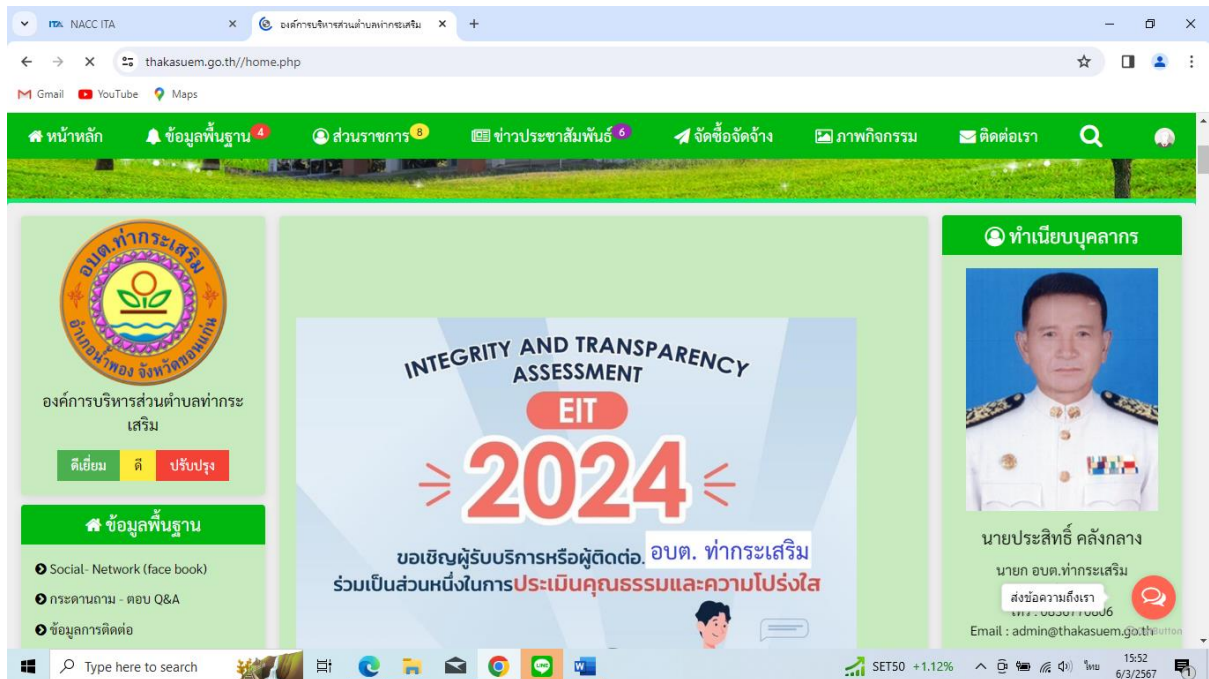 NACC ITA
องค์การบริหารส่วนตำบลท่ากระเสริม
thakasuem.go.th//home.php
Gmail YouTube Maps
หน้าหลัก ข้อมูลพื้นฐาน 4 ส่วนราชการ 8 ข่าวประชาสัมพันธ์ 6 จัดซื้อจัดจ้าง ภาพกิจกรรม ติดต่อเรา
อบต.ท่ากระเสริม
อำเภอน้ำพอง จังหวัดขอนแก่น
องค์การบริหารส่วนตำบลท่ากระ
เสริม
ดีเยี่ยม ดี ปรับปรุง
ข้อมูลพื้นฐาน
Social- Network (face book)
กระดานถาม - ตอบ Q&A
ข้อมูลการติดต่อ
INTEGRITY AND TRANSPARENCY
ASSESSMENT
EIT
2024
ขอเชิญผู้รับบริการหรือผู้ติดต่อ. อบต. ท่ากระเสริม
ร่วมเป็นส่วนหนึ่งในการประเมินคุณธรรมและความโปร่งใส
ทำเนียบบุคลากร
นายประสิทธิ์ คลังกลาง
นายก อบต.ท่ากระเสริม
ส่งข้อความถึงเรา
Email : admin@thakasuem.go.th
Type here to search
SET50 +1.12%
ไทย
15:52
6/3/2567